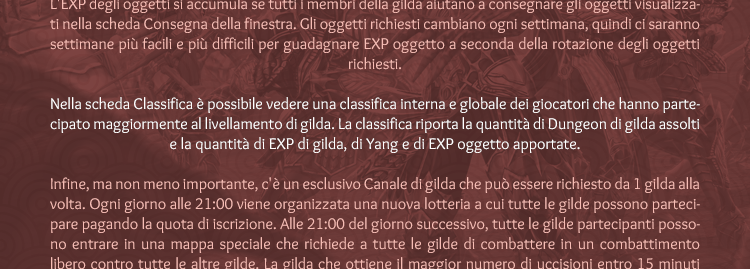 L'EXP degli oggetti si accumula se tutti i membri della gilda aiutano a consegnare gli oggetti visualizza-
ti nella scheda Consegna della finestra. Gli oggetti richiesti cambiano ogni settimana, quindi ci saranno
settimane più facili e più difficili per guadagnare EXP oggetto a seconda della rotazione degli oggetti
richiesti.
Nella scheda Classifica è possibile vedere una classifica interna e globale dei giocatori che hanno parte-
cipato maggiormente al livellamento di gilda. La classifica riporta la quantità di Dungeon di gilda assolti
e la quantità di EXP di gilda, di Yang e di EXP oggetto apportate.
Infine, ma non meno importante, c'è un esclusivo Canale di gilda che può essere richiesto da 1 gilda alla
volta. Ogni giorno alle 21:00 viene organizzata una nuova lotteria a cui tutte le gilde possono parteci-
pare pagando la quota di iscrizione. Alle 21:00 del giorno successivo, tutte le gilde partecipanti posso-
no entrare in una mappa speciale che richiede a tutte le gilde di combattere in un combattimento
libero contro tutte le altre gilde. La gilda che ottiene il maggior numero di uccisioni entro 15 minuti